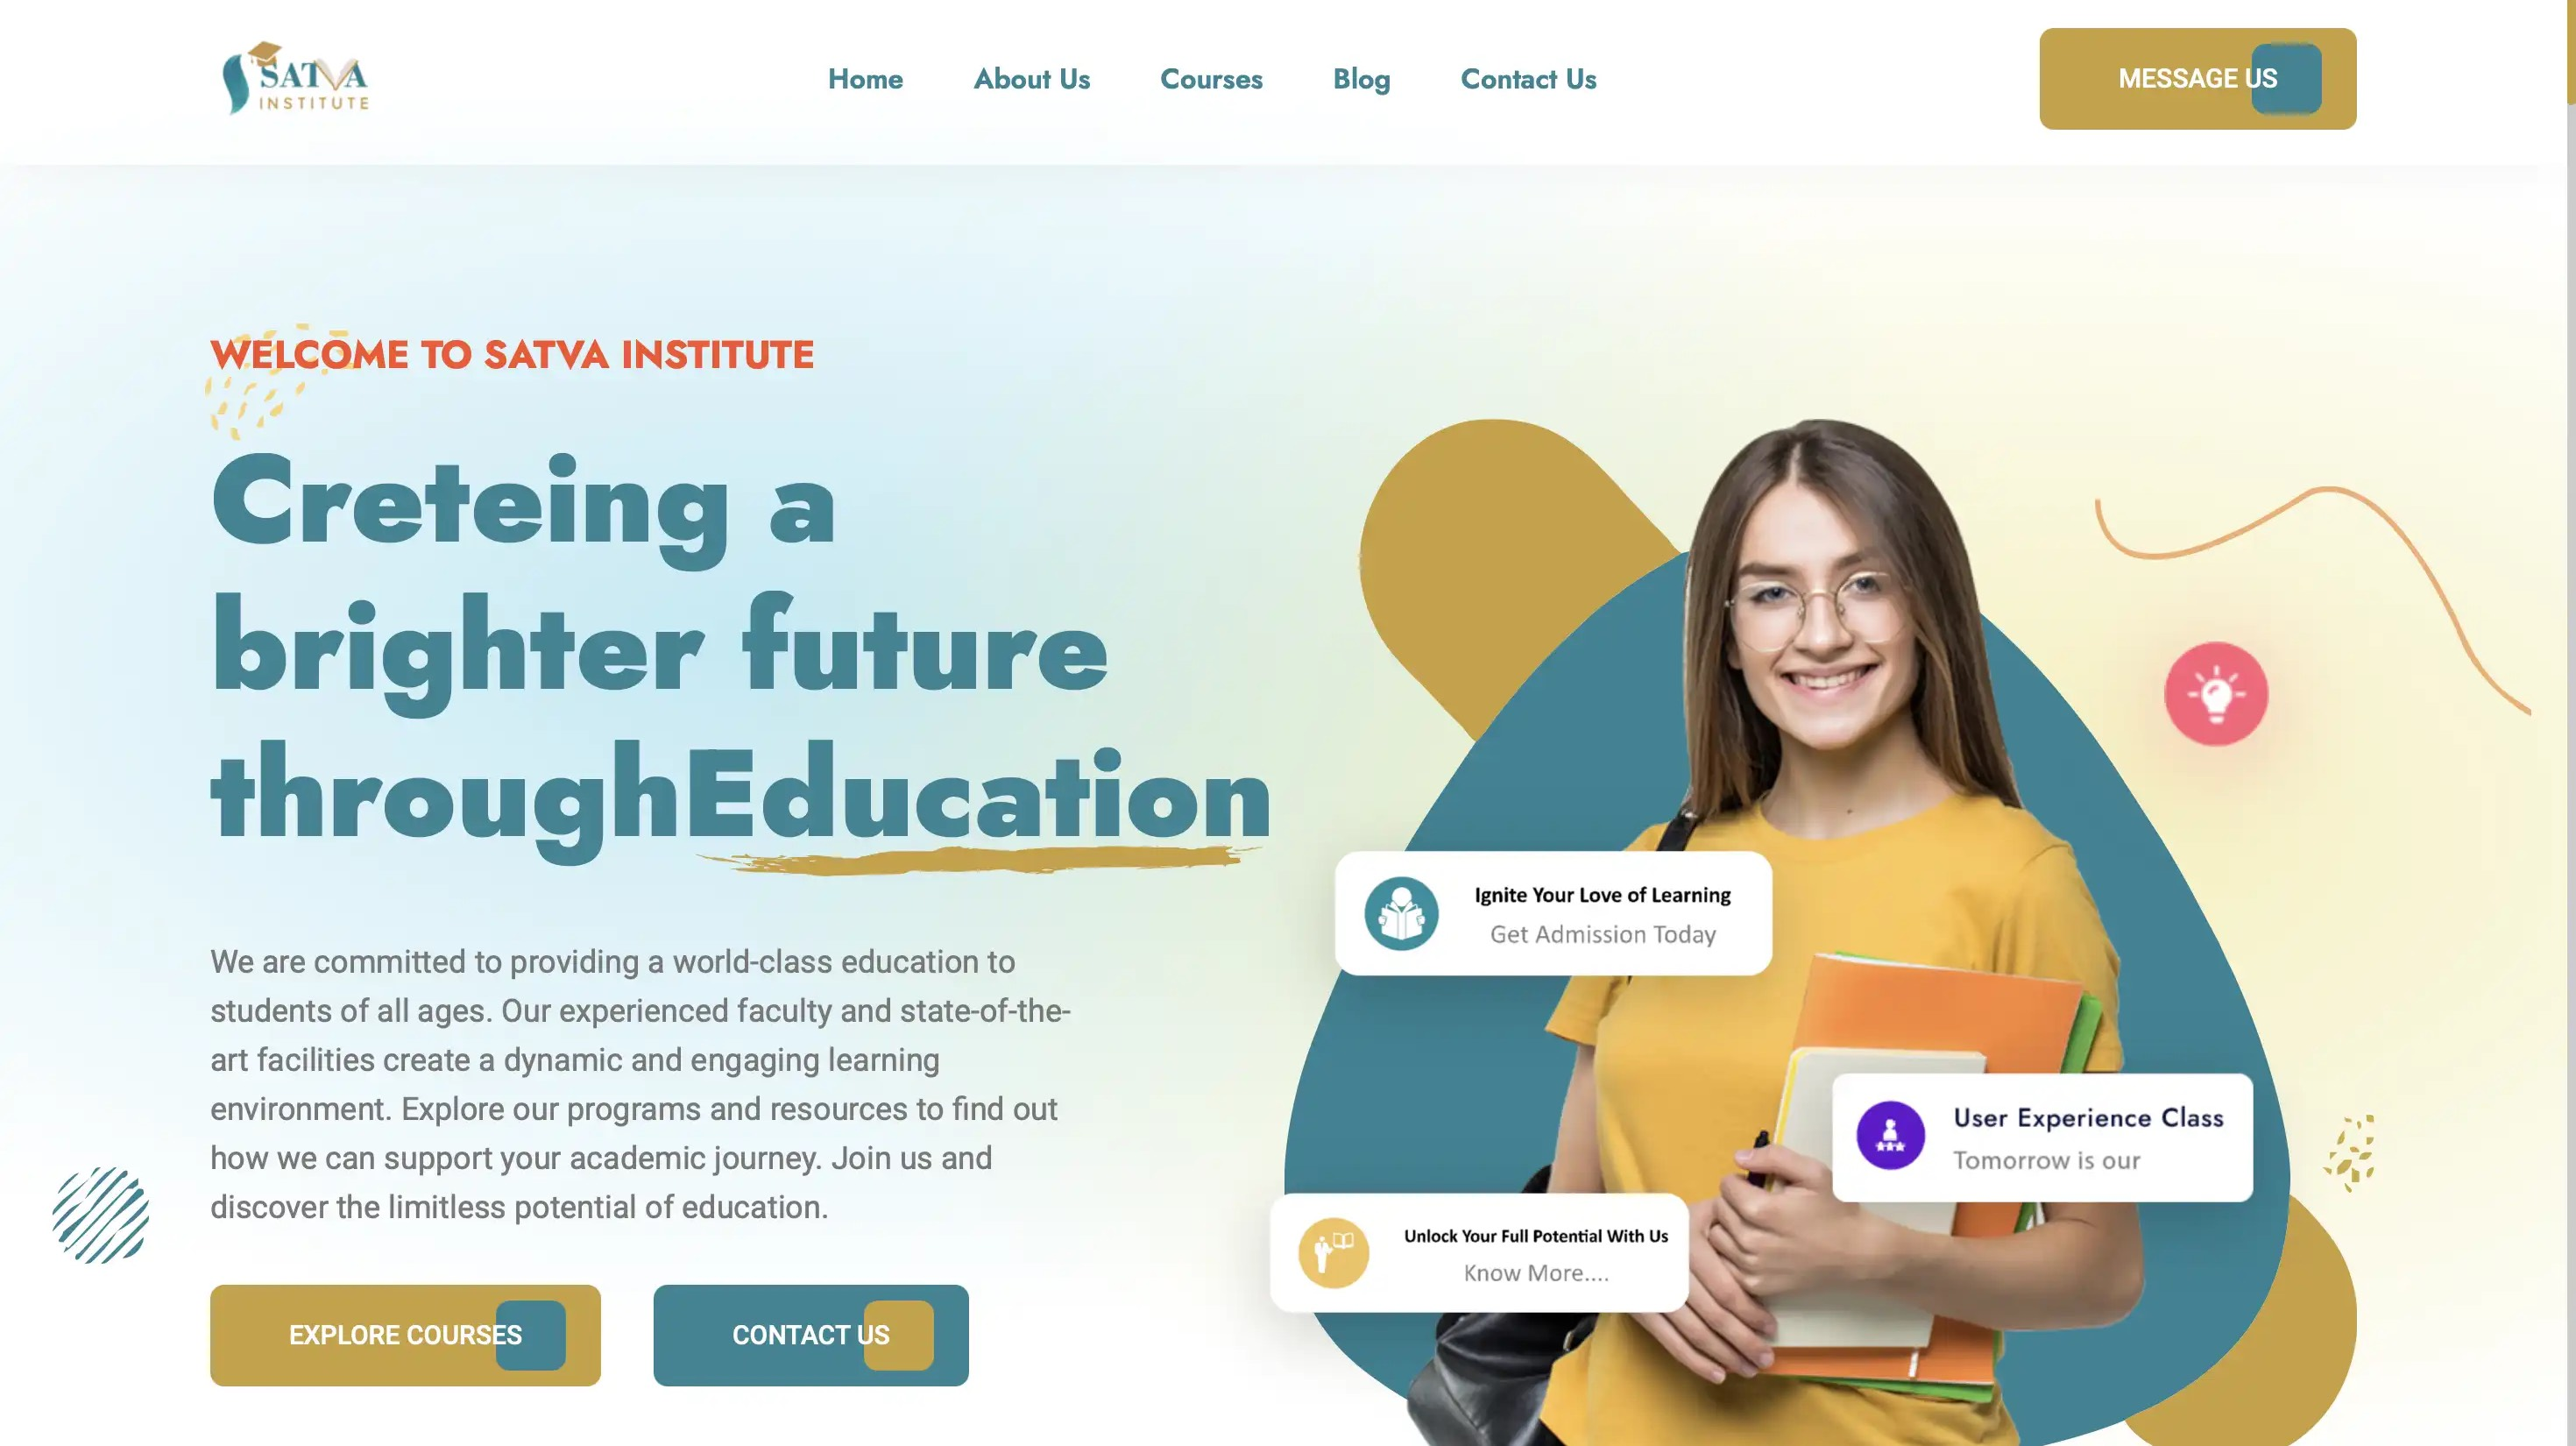 SATVA
INSTITUTE
Home
About Us
Courses
Blog
Contact Us
MESSAGE US
WELCOME TO SATVA INSTITUTE
Creteing a
brighter future
throughEducation
We are committed to providing a world-class education to
students of all ages. Our experienced faculty and state-of-the-
art facilities create a dynamic and engaging learning
environment. Explore our programs and resources to find out
how we can support your academic journey. Join us and
discover the limitless potential of education.
EXPLORE COURSES
CONTACT US
Ignite Your Love of Learning
Get Admission Today
User Experience Class
Tomorrow is our
Unlock Your Full Potential With Us
Know More....